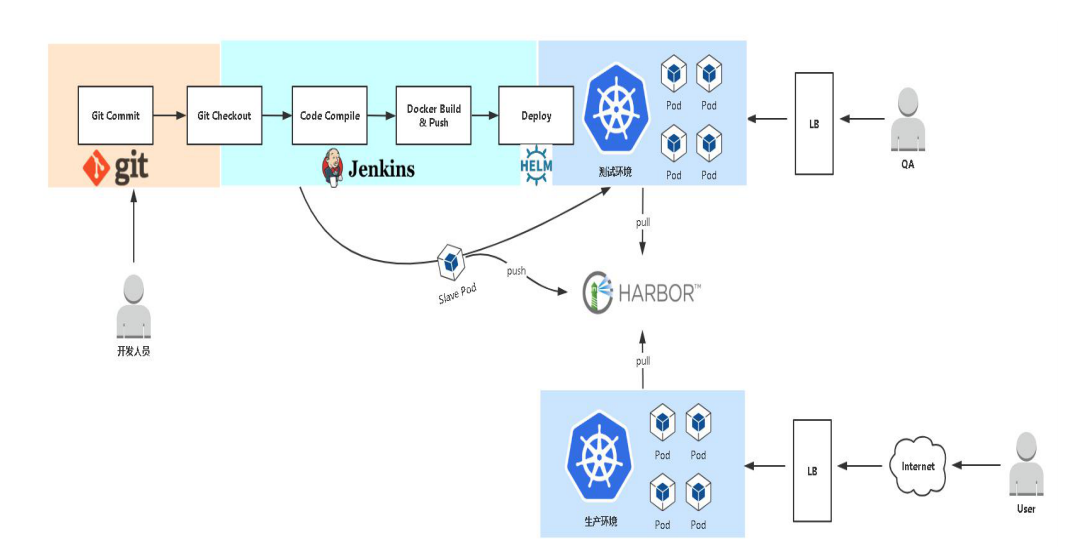 Git Commit
Git Checkout
Code Compile
Docker Build
& Push
Deploy
git
Jenkins
HELM
测试环境
Pod
Pod
Pod
Pod
LB
QA
pull
Slave Pod
push
HARBOR™
开发人员
pull
生产环境
Pod
Pod
Pod
Pod
LB
Internet
User